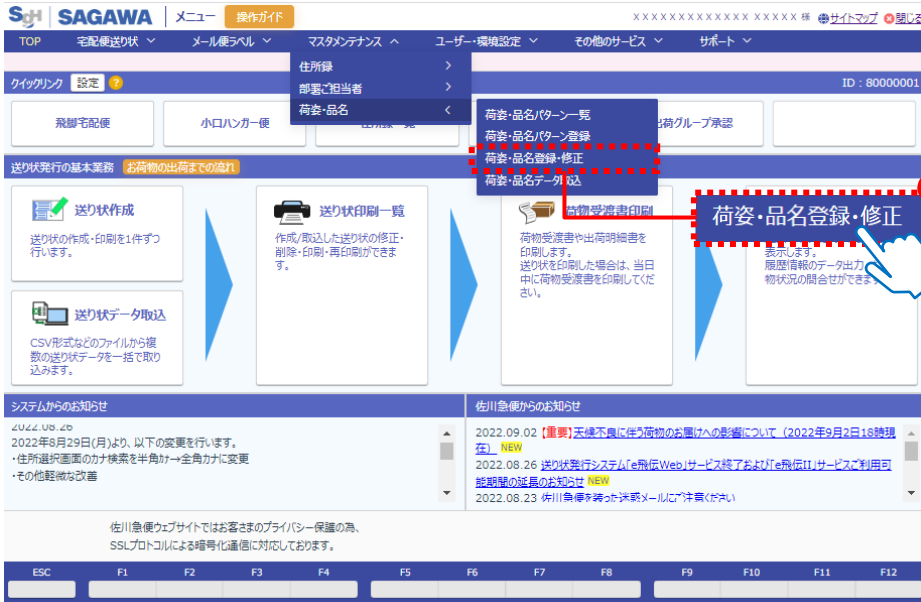 SGH SAGAWA メニュー 操作ガイド XXXXXXXXXXXXXX XXXXX 様 サイトマップ 閉じる
TOP 宅配便送り状 メール便ラベル マスタメンテナンス ユーザー・環境設定 その他のサービス サポート
住所録
部署ご担当者
荷姿・品名
荷姿・品名パターン一覧
荷姿・品名パターン登録
荷姿・品名登録・修正
荷姿・品名データ取込
クイックリンク 設定 ? ID : 80000001
飛脚宅配便 小口ハンガー便 出荷グループ承認
送り状発行の基本業務 お荷物の出荷までの流れ
荷姿・品名登録・修正
送り状作成
送り状の作成・印刷を1件ずつ
行います。
送り状データ取込
CSV形式などのファイルから複
数の送り状データを一括で取り
込みます。
送り状印刷一覧
作成/取込した送り状の修正・
削除・印刷・再印刷ができま
す。
荷物受渡書印刷
荷物受渡書や出荷明細書を
印刷します。
送り状を印刷した場合は、当日
中に荷物受渡書を印刷してくだ
さい。
表示します。
履歴情報のデータ出力
物状況の問合せができます
システムからのお知らせ
2022.08.26
2022年8月29日(月)より、以下の変更を行います。
・住所選択画面のカナ検索を半角カナ→全角カナに変更
・その他軽微な改善
佐川急便からのお知らせ
2022.09.02 【重要】天候不良に伴う荷物のお届けへの影響について（2022年9月2日18時現
在） NEW
2022.08.26 送り状発行システム「e飛伝Web」サービス終了および「e飛伝II」サービスご利用可
能期間の延長のお知らせ NEW
2022.08.23 佐川急便を装った迷惑メールにご注意ください
佐川急便ウェブサイトではお客さまのプライバシー保護の為、
SSLプロトコルによる暗号化通信に対応しております。
ESC F1 F2 F3 F4 F5 F6 F7 F8 F9 F10 F11 F12